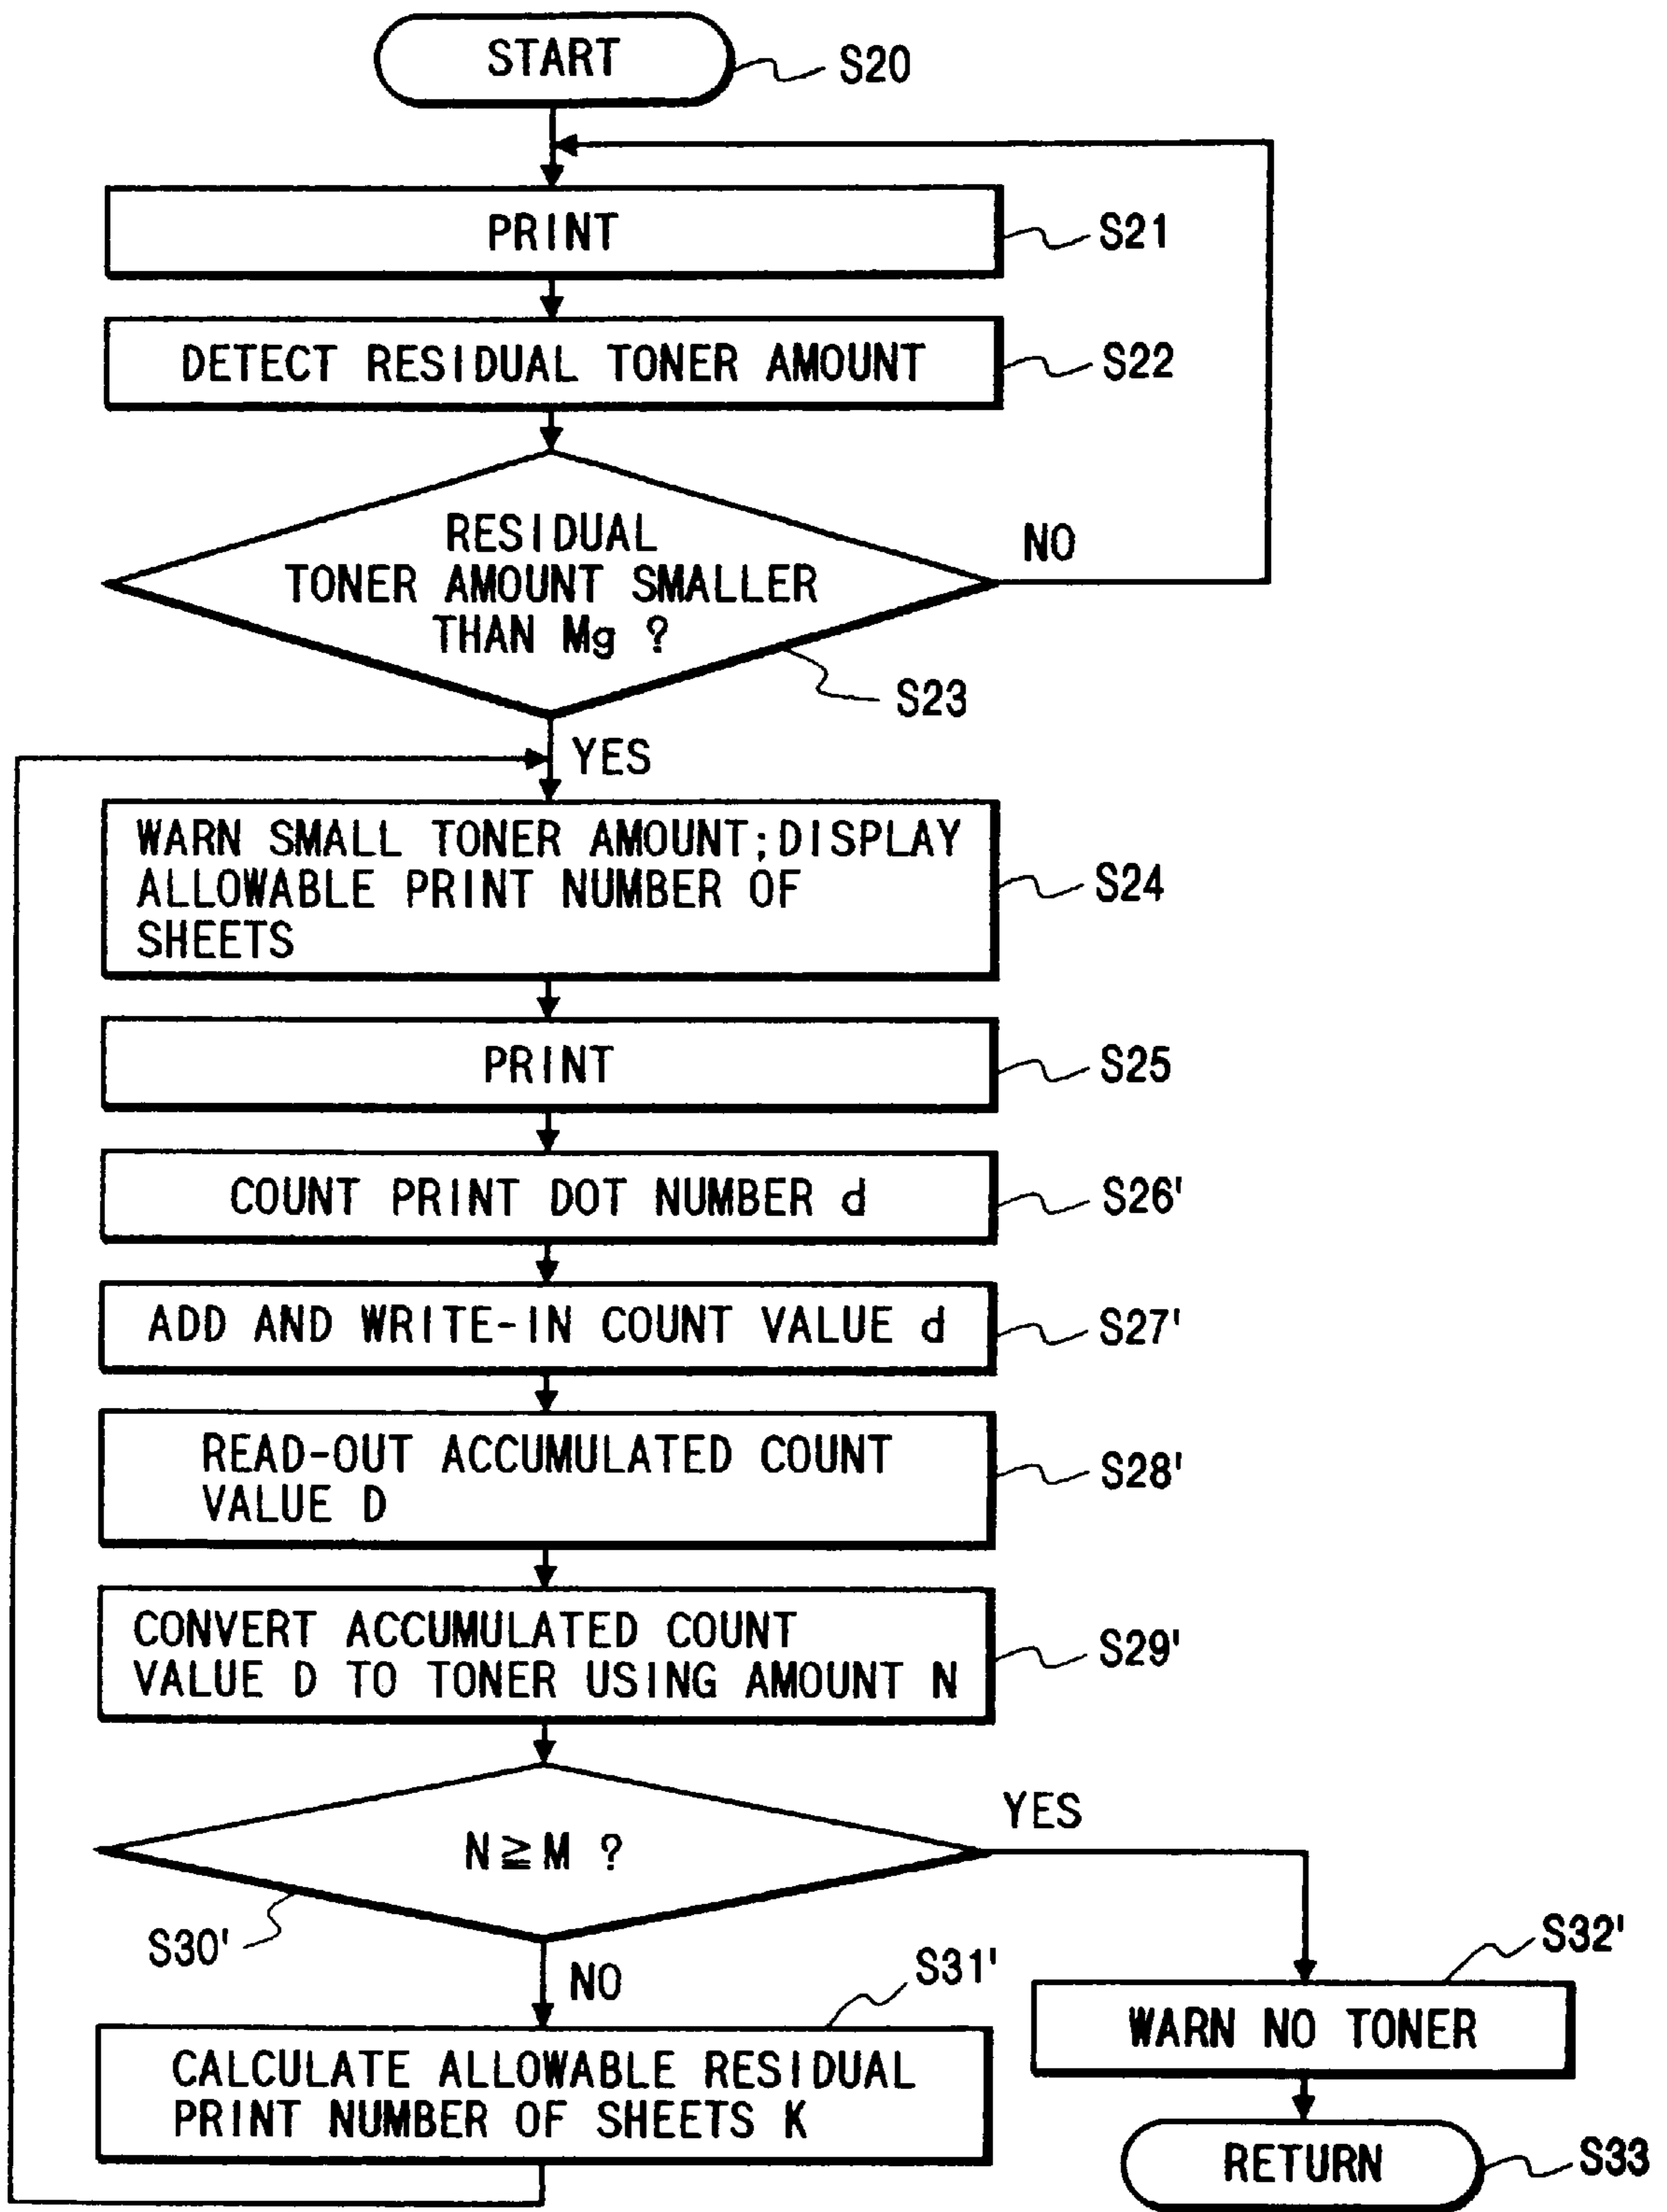 START
S20
PRINT
S21
DETECT RESIDUAL TONER AMOUNT
S22
RESIDUAL
TONER AMOUNT SMALLER
THAN Mg ?
NO
S23
YES
WARN SMALL TONER AMOUNT;DISPLAY
ALLOWABLE PRINT NUMBER OF
SHEETS
S24
PRINT
S25
COUNT PRINT DOT NUMBER d
S26'
ADD AND WRITE-IN COUNT VALUE d
S27'
READ-OUT ACCUMULATED COUNT
VALUE D
S28'
CONVERT ACCUMULATED COUNT
VALUE D TO TONER USING AMOUNT N
S29'
N≧M ?
YES
S30'
NO
S31'
S32'
CALCULATE ALLOWABLE RESIDUAL
PRINT NUMBER OF SHEETS K
WARN NO TONER
RETURN
S33